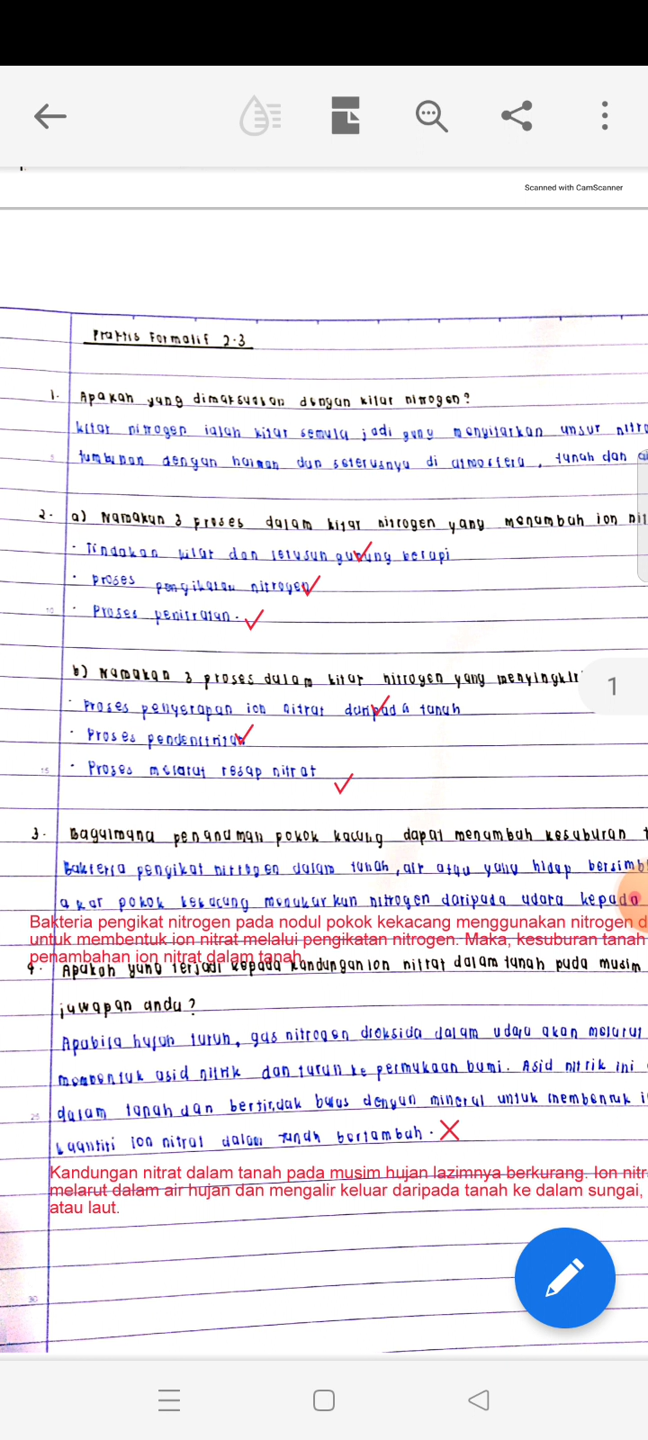 Scanned with CamScanner
Praktis Formatif 2.3
1. Apakah yang dimaksudkan dengan kitar nitrogen?
kitar nitrogen ialah kitar semula jadi guny mengitarkan unsur nitro
tumbuhan dengan haiwan dan seterusnya di atmosfera, tanah dan ai
2. a) Namakan 3 proses dalam kitar nitrogen yang menambah ion nit
· Tindakan kilat dan letusan gunung berapi
· Proses pengikatan nitrogen
· Proses penitratan.
b) Namakan 3 proses dalam kitar nitrogen yang menyingkir
1
· Proses penyerapan ion nitrat daripada tanah
· Proses pendenitritan
· Proses melarut resap nitrat
3. Bagaimana penanaman pokok kacang dapat menambah kesuburan t
Bakteria pengikat nitrogen dalam tanah, air atau yang hidup bersimb
akar pokok kekacang menukarkan nitrogen daripada udara kepada
Bakteria pengikat nitrogen pada nodul pokok kekacang menggunakan nitrogen d
untuk membentuk ion nitrat melalui pengikatan nitrogen. Maka, kesuburan tanah
penambahan ion nitrat dalam tanah.
4. Apakah yang terjadi kepada kandungan ion nitrat dalam tanah pada musim
jawapan anda?
Apabila hujan turun, gas nitrogen dioksida dalam udara akan melarut
membentuk asid nitrik dan turun ke permukaan bumi. Asid nitrik ini
dalam tanah dan bertindak balas dengan mineral untuk membentuk i
kuantiti ion nitrat dalam tanah bertambah.
Kandungan nitrat dalam tanah pada musim hujan lazimnya berkurang. Ion nitr
melarut dalam air hujan dan mengalir keluar daripada tanah ke dalam sungai,
atau laut.